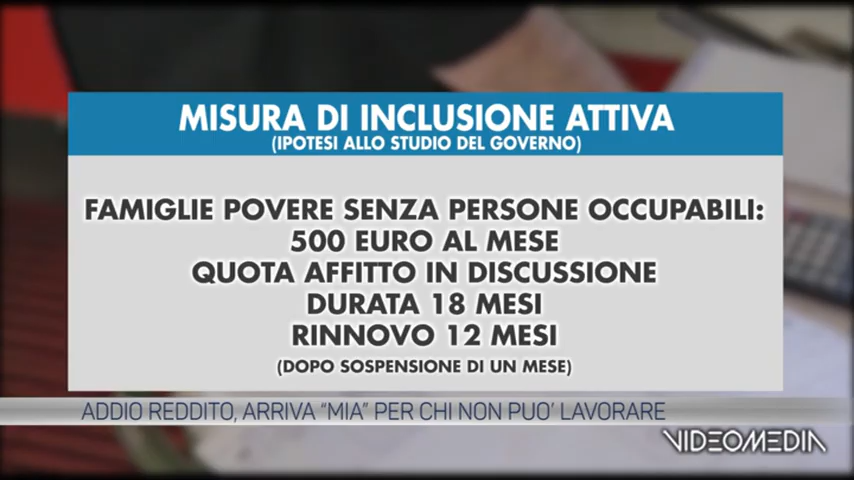 MISURA DI INCLUSIONE ATTIVA
(IPOTESI ALLO STUDIO DEL GOVERNO)
FAMIGLIE POVERE SENZA PERSONE OCCUPABILI:
500 EURO AL MESE
QUOTA AFFITTO IN DISCUSSIONE
DURATA 18 MESI
RINNOVO 12 MESI
(DOPO SOSPENSIONE DI UN MESE)
ADDIO REDDITO, ARRIVA “MIA” PER CHI NON PUO’ LAVORARE
VIDEOMEDIA